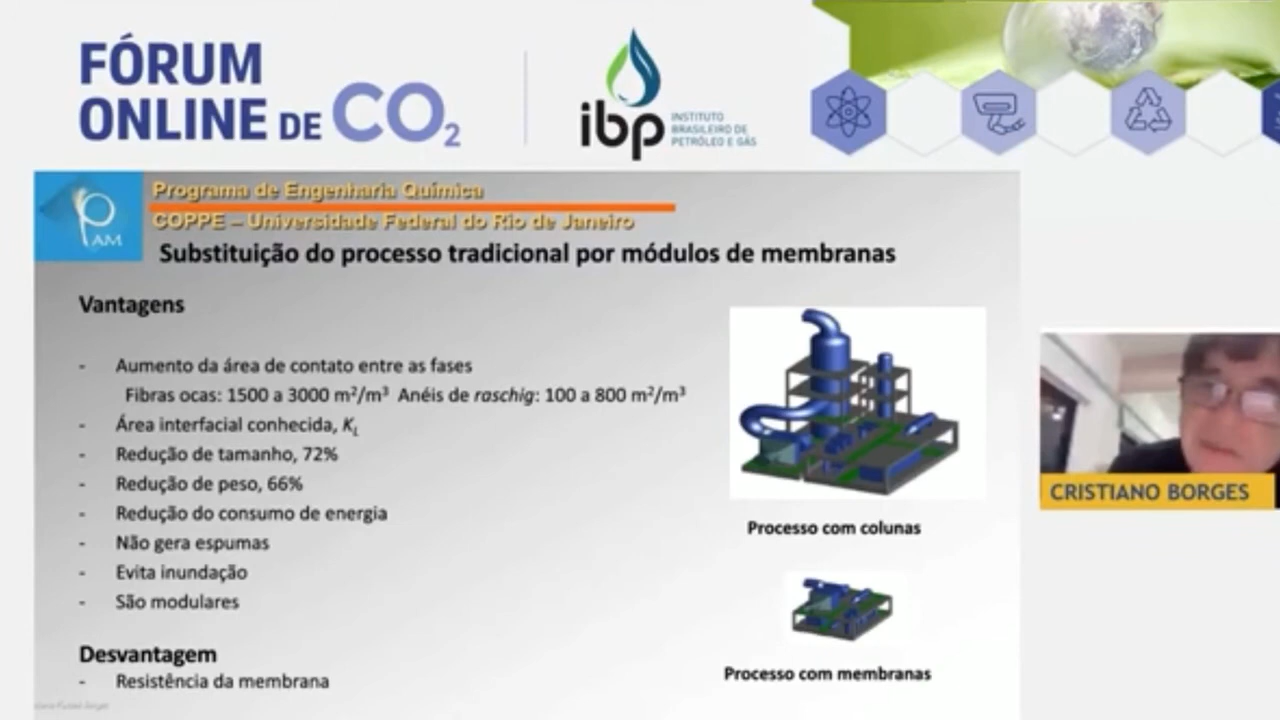 FÓRUM
ONLINE DE CO₂
ibp
INSTITUTO
BRASILEIRO DE
PETRÓLEO E GÁS
PAM
Programa de Engenharia Química
COPPE – Universidade Federal do Rio de Janeiro
Substituição do processo tradicional por módulos de membranas
Vantagens
- Aumento da área de contato entre as fases
Fibras ocas: 1500 a 3000 m²/m³ Anéis de raschig: 100 a 800 m²/m³
- Área interfacial conhecida, K_L
- Redução de tamanho, 72%
- Redução de peso, 66%
- Redução do consumo de energia
- Não gera espumas
- Evita inundação
- São modulares
Desvantagem
- Resistência da membrana
Processo com colunas
Processo com membranas
CRISTIANO BORGES